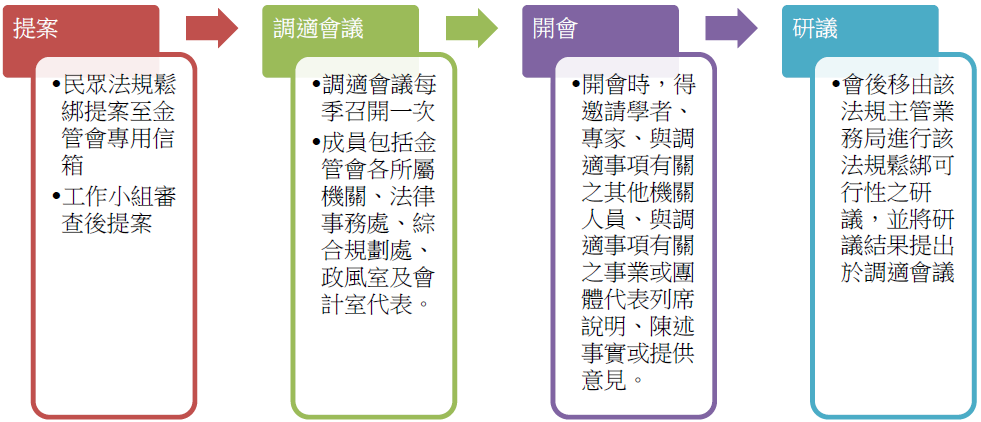 提案
•民眾法規鬆
綁提案至金
管會專用信
箱
•工作小組審
查後提案
調適會議
•調適會議每
季召開一次
•成員包括金
管會各所屬
機關、法律
事務處、綜
合規劃處、
政風室及會
計室代表。
開會
•開會時，得
邀請學者、
專家、與調
適事項有關
之其他機關
人員、與調
適事項有關
之事業或團
體代表列席
說明、陳述
事實或提供
意見。
研議
•會後移由該
法規主管業
務局進行該
法規鬆綁可
行性之研
議，並將研
議結果提出
於調適會議